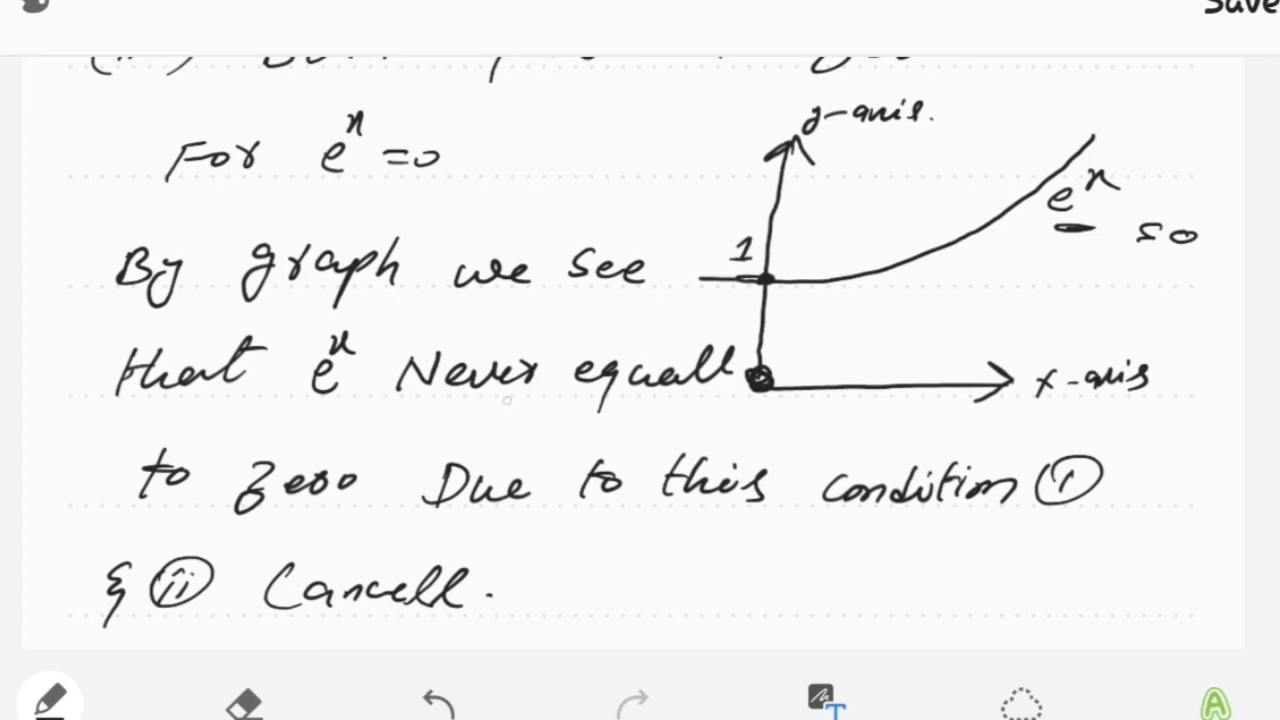 Save
y-axis.
For e^x =0
e^x = 0
By graph we see
1
that e^x Never equall
x-axis
to zero Due to this condition (i)
& (ii) Cancell.